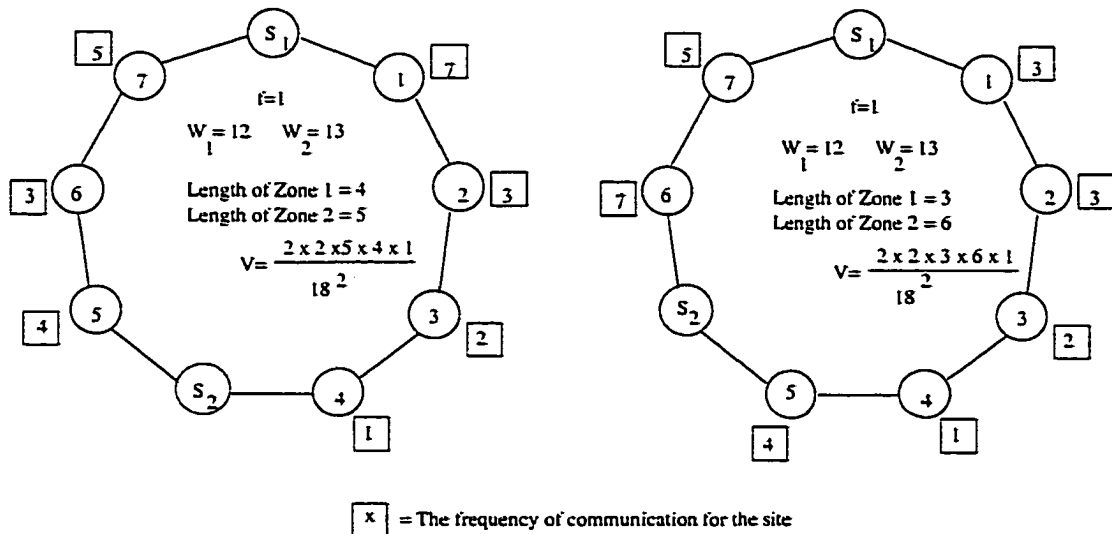 S1
7
1
5
7
f=1
W1 = 12 W2 = 13
6
3
2
3
Length of Zone 1 = 4
Length of Zone 2 = 5
V= 2 x 2 x5 x 4 x 1
18 2
5
4
3
2
S2
4
1
S1
7
5
1
3
f=1
W1 = 12 W2 = 13
6
7
2
3
Length of Zone 1 = 3
Length of Zone 2 = 6
V= 2 x 2 x 3 x 6 x 1
18 2
S2
3
2
5
4
4
1
x = The frequency of communication for the site